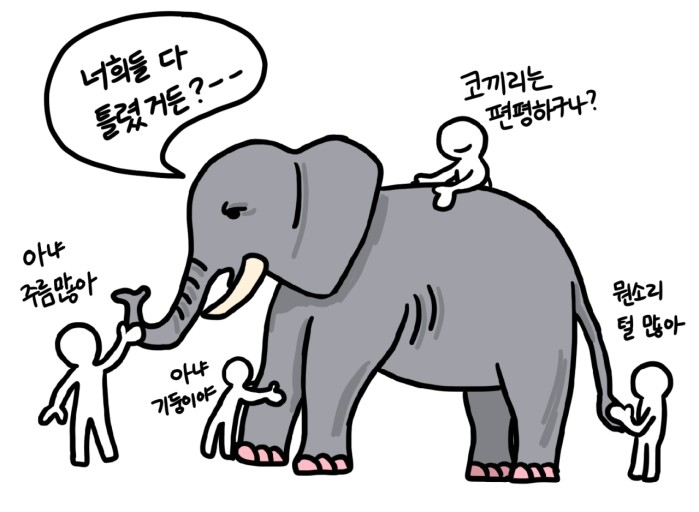 너희들 다
틀렸거든?--
코끼리는
편평하구나?
아냐
주름많아
아냐
기둥이야
뭔소리
털 많아